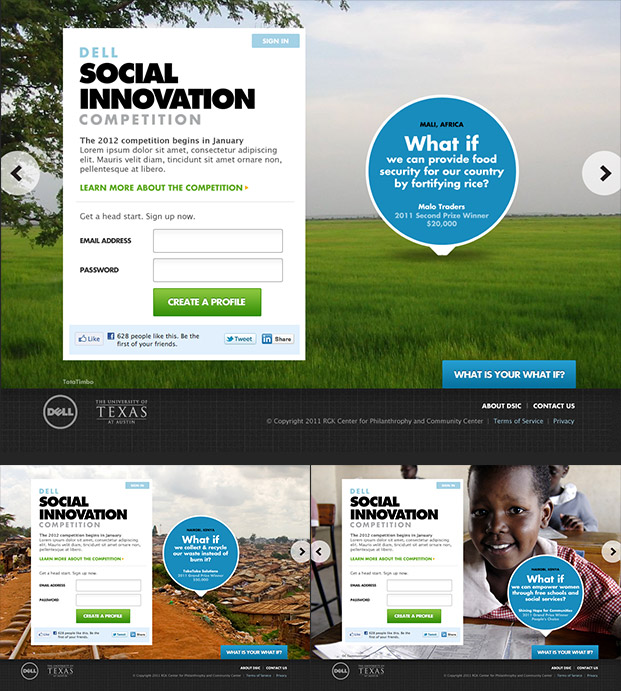 SIGN IN
DELL
SOCIAL
INNOVATION
COMPETITION
The 2012 competition begins in January
Lorem ipsum dolor sit amet, consectetur adipiscing
elit. Mauris velit diam, tincidunt sit amet ornare non,
pellentesque at libero.
LEARN MORE ABOUT THE COMPETITION
Get a head start. Sign up now.
EMAIL ADDRESS
PASSWORD
CREATE A PROFILE
Like
628 people like this. Be the
first of your friends.
Tweet
in Share
MALI, AFRICA
What if
we can provide food
security for our country
by fortifying rice?
Malo Traders
2011 Second Prize Winner
$20,000
WHAT IS YOUR WHAT IF?
TataTimbo
DELL
THE UNIVERSITY OF
TEXAS
AT AUSTIN
ABOUT DSIC | CONTACT US
© Copyright 2011 RGK Center for Philanthrophy and Community Center | Terms of Service | Privacy
SIGN IN
DELL
SOCIAL
INNOVATION
COMPETITION
The 2012 competition begins in January
Lorem ipsum dolor sit amet, consectetur adipiscing
elit. Mauris velit diam, tincidunt sit amet ornare non,
pellentesque at libero.
LEARN MORE ABOUT THE COMPETITION
Get a head start. Sign up now.
EMAIL ADDRESS
PASSWORD
CREATE A PROFILE
Like
628 people like this. Be the
first of your friends.
Tweet
in Share
NAIROBI, KENYA
What if
we collect & recycle
our waste instead of
burn it?
TakaTaka Solutions
2011 Grand Prize Winner
$50,000
WHAT IS YOUR WHAT IF?
DELL
THE UNIVERSITY OF
TEXAS
AT AUSTIN
ABOUT DSIC | CONTACT US
© Copyright 2011 RGK Center for Philanthrophy and Community Center | Terms of Service | Privacy
SIGN IN
DELL
SOCIAL
INNOVATION
COMPETITION
The 2012 competition begins in January
Lorem ipsum dolor sit amet, consectetur adipiscing
elit. Mauris velit diam, tincidunt sit amet ornare non,
pellentesque at libero.
LEARN MORE ABOUT THE COMPETITION
Get a head start. Sign up now.
EMAIL ADDRESS
PASSWORD
CREATE A PROFILE
Like
628 people like this. Be the
first of your friends.
Tweet
in Share
NAIROBI, KENYA
What if
we can empower women
through free schools and
social services?
Shining Hope for Communities
2011 Grand Prize Winner
People's Choice
WHAT IS YOUR WHAT IF?
DELL
THE UNIVERSITY OF
TEXAS
AT AUSTIN
ABOUT DSIC | CONTACT US
© Copyright 2011 RGK Center for Philanthrophy and Community Center | Terms of Service | Privacy